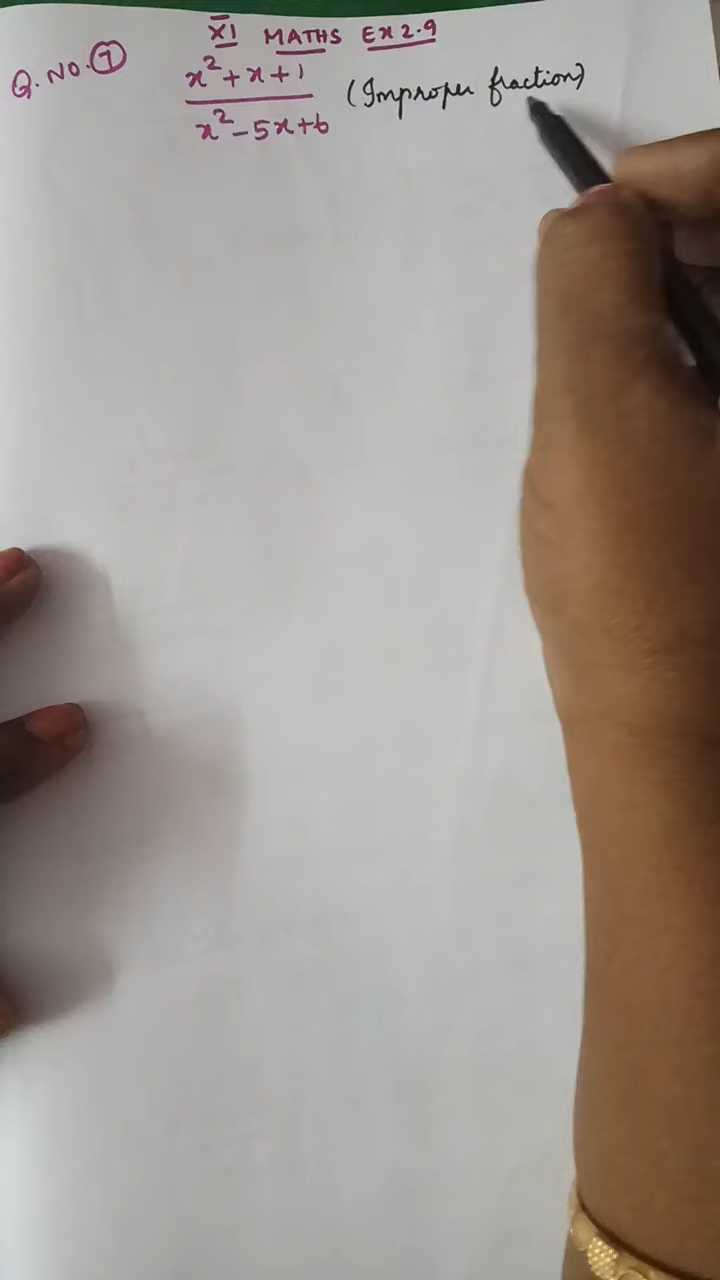 XI MATHS Ex 2.9
Q. NO. 7 x² + x + 1 (Improper fraction)
x² - 5x + 6